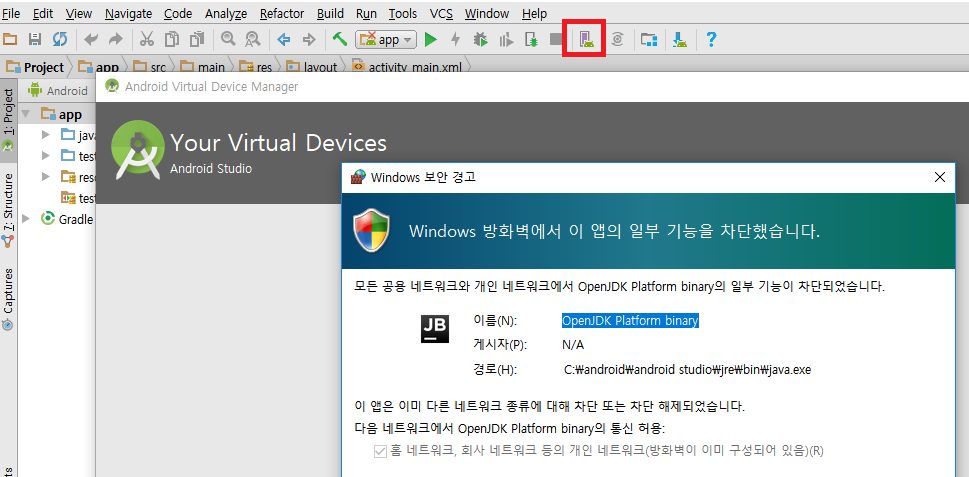 File Edit View Navigate Code Analyze Refactor Build Run Tools VCS Window Help
app
Project app src main res layout activity_main.xml
1: Project
Android
Android Virtual Device Manager
app
java
test
Your Virtual Devices
Android Studio
Gradle
7: Structure
Captures
Windows 보안 경고
Windows 방화벽에서 이 앱의 일부 기능을 차단했습니다.
모든 공용 네트워크와 개인 네트워크에서 OpenJDK Platform binary의 일부 기능이 차단되었습니다.
JB
이름(N): OpenJDK Platform binary
게시자(P): N/A
경로(H): C:₩android₩android studio₩jre₩bin₩java.exe
이 앱은 이미 다른 네트워크 종류에 대해 차단 또는 차단 해제되었습니다.
다음 네트워크에서 OpenJDK Platform binary의 통신 허용:
홈 네트워크, 회사 네트워크 등의 개인 네트워크(방화벽이 이미 구성되어 있음)(R)